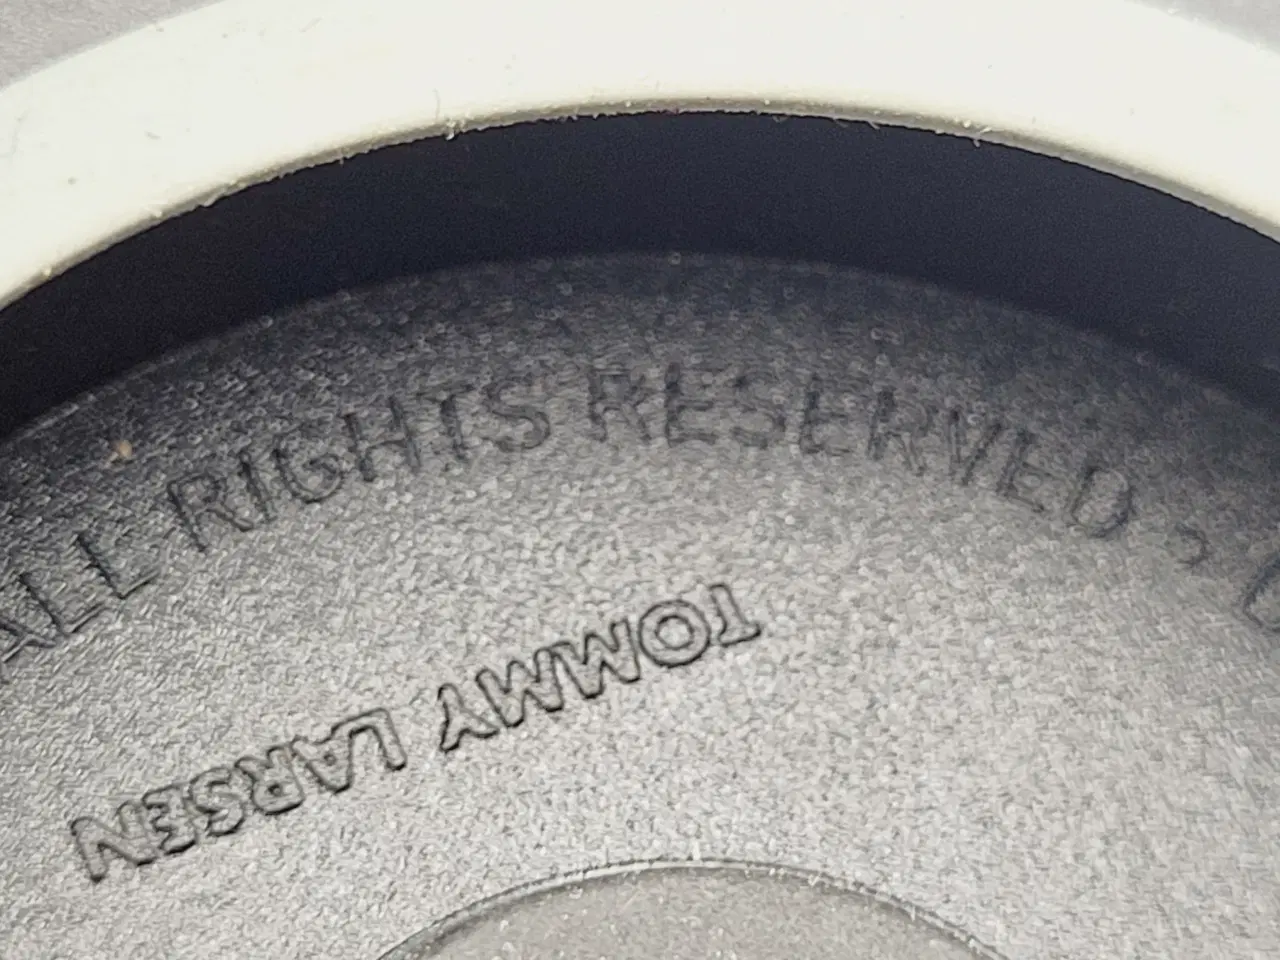 ALL RIGHTS RESERVED,
TOMMY LARSEN